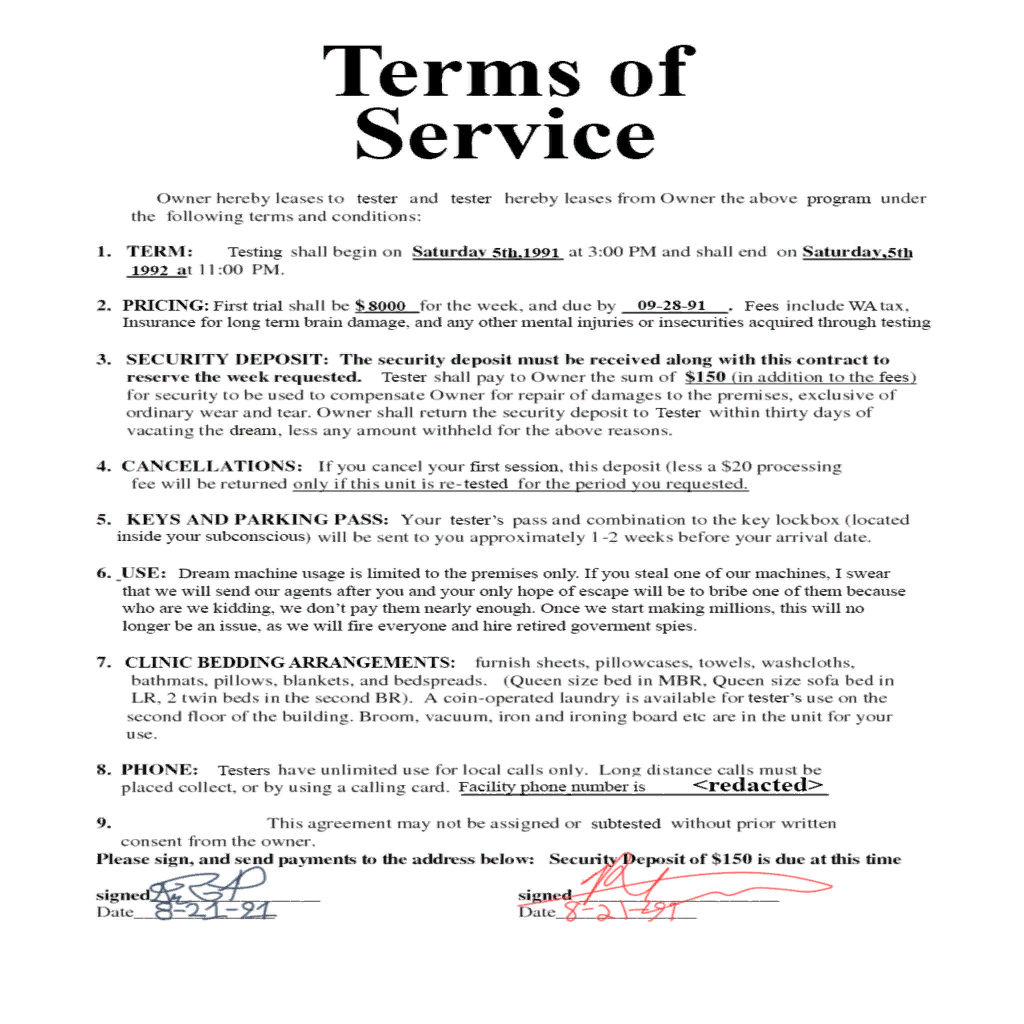 Terms of
Service
Owner hereby leases to tester and tester hereby leases from Owner the above program under
the following terms and conditions:
1. TERM: Testing shall begin on Saturday 5th,1991 at 3:00 PM and shall end on Saturday,5th
1992 at 11:00 PM.
2. PRICING: First trial shall be $ 8000 for the week, and due by 09-28-91 . Fees include WA tax,
Insurance for long term brain damage, and any other mental injuries or insecurities acquired through testing
3. SECURITY DEPOSIT: The security deposit must be received along with this contract to
reserve the week requested. Tester shall pay to Owner the sum of $150 (in addition to the fees)
for security to be used to compensate Owner for repair of damages to the premises, exclusive of
ordinary wear and tear. Owner shall return the security deposit to Tester within thirty days of
vacating the dream, less any amount withheld for the above reasons.
4. CANCELLATIONS: If you cancel your first session, this deposit (less a $20 processing
fee will be returned only if this unit is re-tested for the period you requested.
5. KEYS AND PARKING PASS: Your tester's pass and combination to the key lockbox (located
inside your subconscious) will be sent to you approximately 1-2 weeks before your arrival date.
6. USE: Dream machine usage is limited to the premises only. If you steal one of our machines, I swear
that we will send our agents after you and your only hope of escape will be to bribe one of them because
who are we kidding, we don't pay them nearly enough. Once we start making millions, this will no
longer be an issue, as we will fire everyone and hire retired goverment spies.
7. CLINIC BEDDING ARRANGEMENTS: furnish sheets, pillowcases, towels, washcloths,
bathmats, pillows, blankets, and bedspreads. (Queen size bed in MBR, Queen size sofa bed in
LR, 2 twin beds in the second BR). A coin-operated laundry is available for tester's use on the
second floor of the building. Broom, vacuum, iron and ironing board etc are in the unit for your
use.
8. PHONE: Testers have unlimited use for local calls only. Long distance calls must be
placed collect, or by using a calling card. Facility phone number is <redacted>
9. This agreement may not be assigned or subtested without prior written
consent from the owner.
Please sign, and send payments to the address below: Security Deposit of $150 is due at this time
signed signed
Date 8-21-91 Date 8-21-91